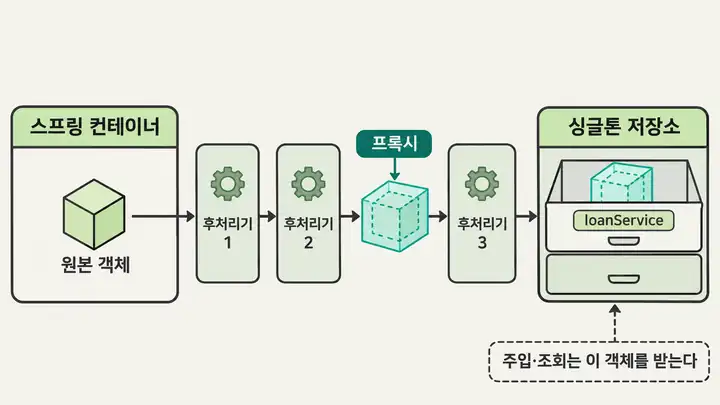 스프링 컨테이너
원본 객체
후처리기
1
후처리기
2
프록시
후처리기
3
싱글톤 저장소
loanService
주입·조회는 이 객체를 받는다